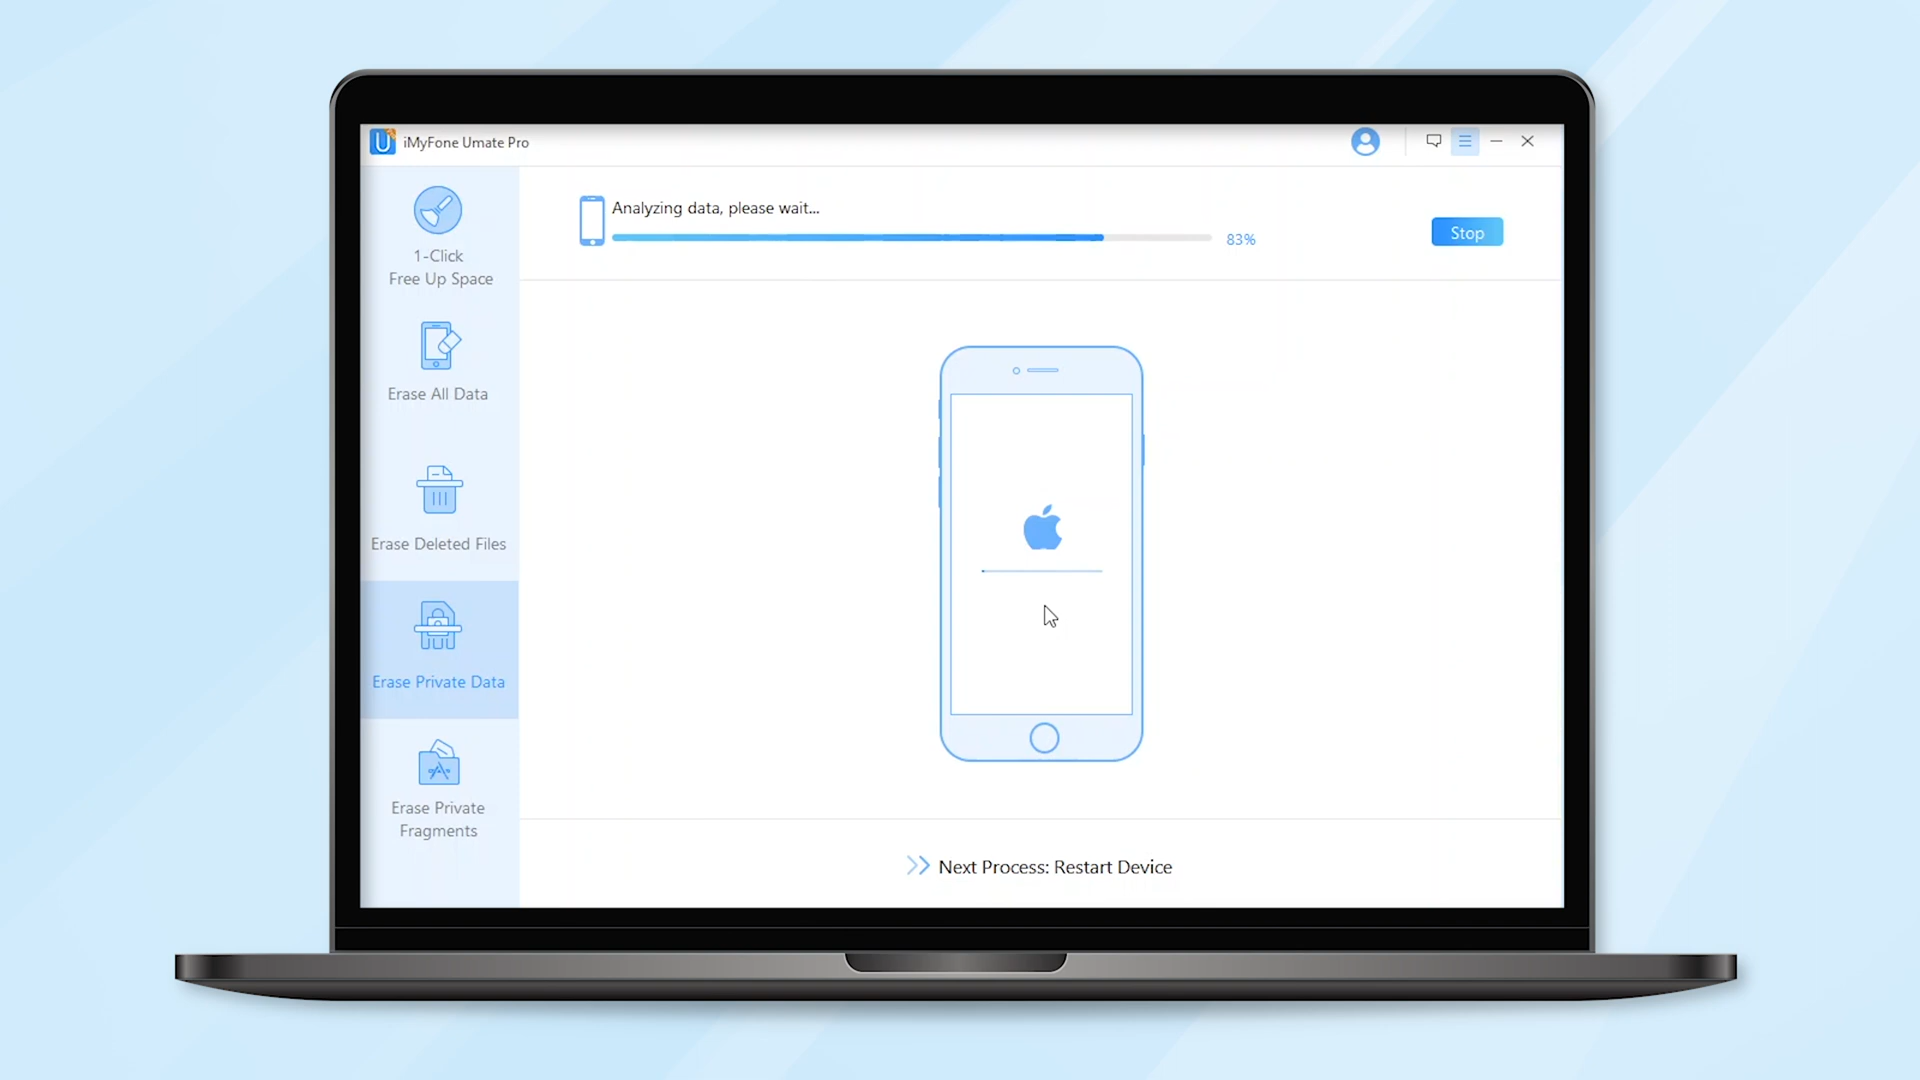 iMyFone Umate Pro
1-Click
Free Up Space
Erase All Data
Erase Deleted Files
Erase Private Data
Erase Private
Fragments
Analyzing data, please wait...
83%
Stop
Next Process: Restart Device